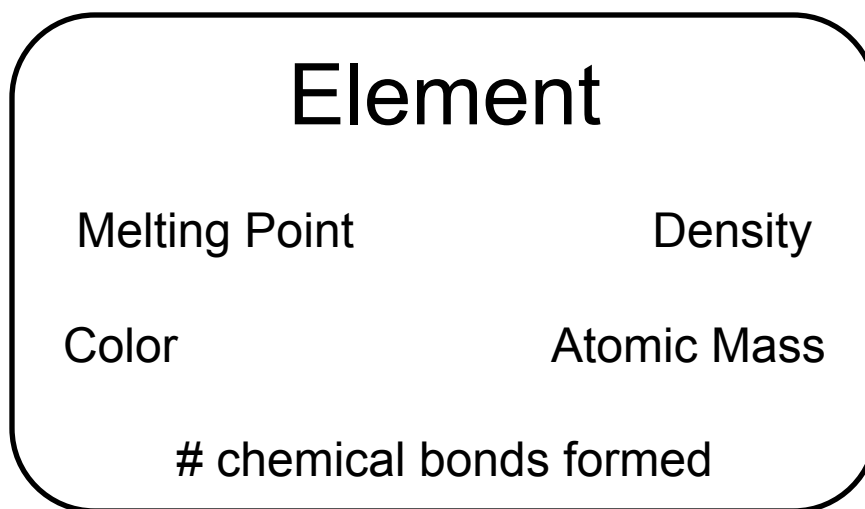 Element
Melting Point Density
Color Atomic Mass
# chemical bonds formed